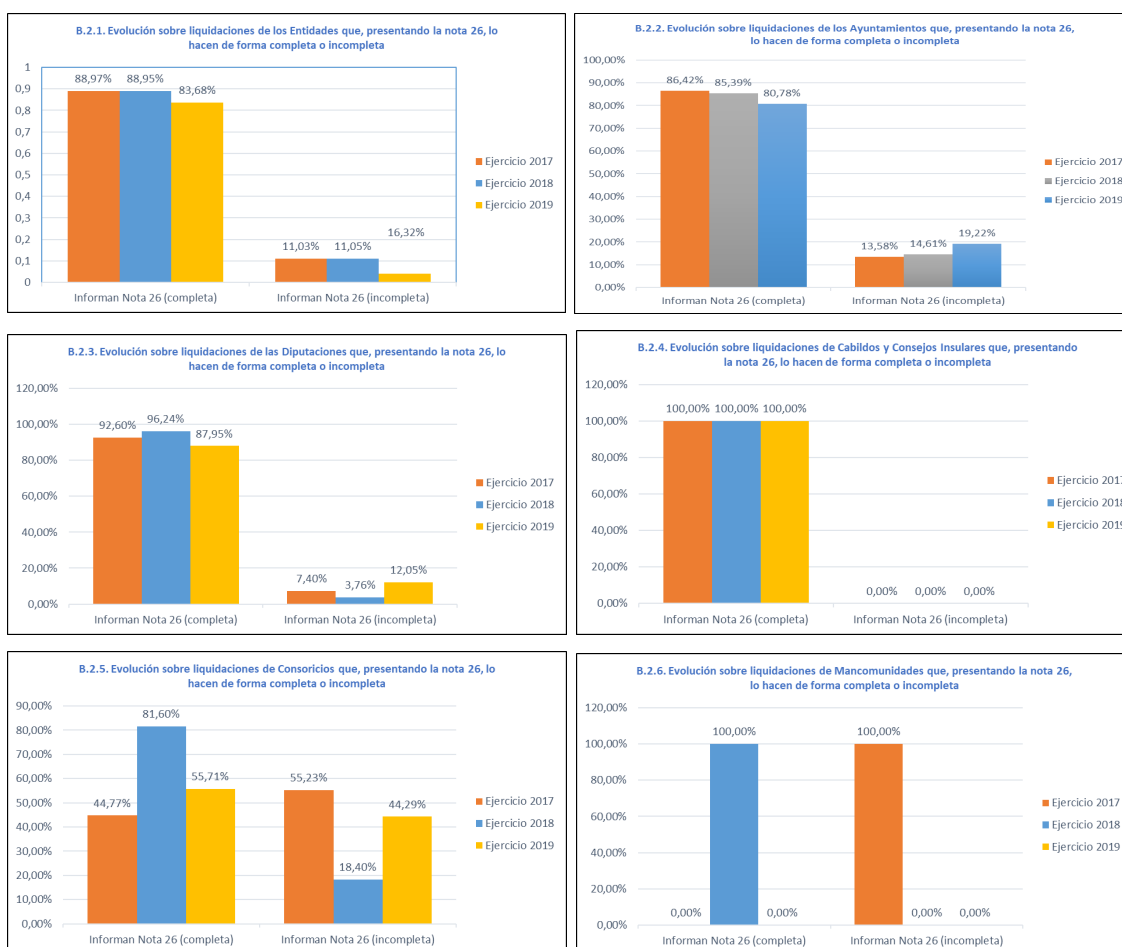 B.2.1. Evolución sobre liquidaciones de los Entidades que, presentando la nota 26, lo
hacen de forma completa o incompleta
1
0,9
0,8
0,7
0,6
0,5
0,4
0,3
0,2
0,1
0
88,97%
88,95%
83,68%
11,03%
11,05%
16,32%
Informan Nota 26 (completa)
Informan Nota 26 (incompleta)
Ejercicio 2017
Ejercicio 2018
Ejercicio 2019
B.2.2. Evolución sobre liquidaciones de los Ayuntamientos que, presentando la nota 26,
lo hacen de forma completa o incompleta
100,00%
90,00%
80,00%
70,00%
60,00%
50,00%
40,00%
30,00%
20,00%
10,00%
0,00%
86,42%
85,39%
80,78%
13,58%
14,61%
19,22%
Informan Nota 26 (completa)
Informan Nota 26 (incompleta)
Ejercicio 2017
Ejercicio 2018
Ejercicio 2019
B.2.3. Evolución sobre liquidaciones de las Diputaciones que, presentando la nota 26, lo
hacen de forma completa o incompleta
120,00%
100,00%
80,00%
60,00%
40,00%
20,00%
0,00%
92,60%
96,24%
87,95%
7,40%
3,76%
12,05%
Informan Nota 26 (completa)
Informan Nota 26 (incompleta)
Ejercicio 2017
Ejercicio 2018
Ejercicio 2019
B.2.4. Evolución sobre liquidaciones de Cabildos y Consejos Insulares que, presentando
la nota 26, lo hacen de forma completa o incompleta
120,00%
100,00%
80,00%
60,00%
40,00%
20,00%
0,00%
100,00%
100,00%
100,00%
0,00%
0,00%
0,00%
Informan Nota 26 (completa)
Informan Nota 26 (incompleta)
Ejercicio 2017
Ejercicio 2018
Ejercicio 2019
B.2.5. Evolución sobre liquidaciones de Consoricios que, presentando la nota 26, lo
hacen de forma completa o incompleta
90,00%
80,00%
70,00%
60,00%
50,00%
40,00%
30,00%
20,00%
10,00%
0,00%
44,77%
81,60%
55,71%
55,23%
18,40%
44,29%
Informan Nota 26 (completa)
Informan Nota 26 (incompleta)
Ejercicio 2017
Ejercicio 2018
Ejercicio 2019
B.2.6. Evolución sobre liquidaciones de Mancomunidades que, presentando la nota 26,
lo hacen de forma completa o incompleta
120,00%
100,00%
80,00%
60,00%
40,00%
20,00%
0,00%
0,00%
100,00%
0,00%
100,00%
0,00%
0,00%
Informan Nota 26 (completa)
Informan Nota 26 (incompleta)
Ejercicio 2017
Ejercicio 2018
Ejercicio 2019